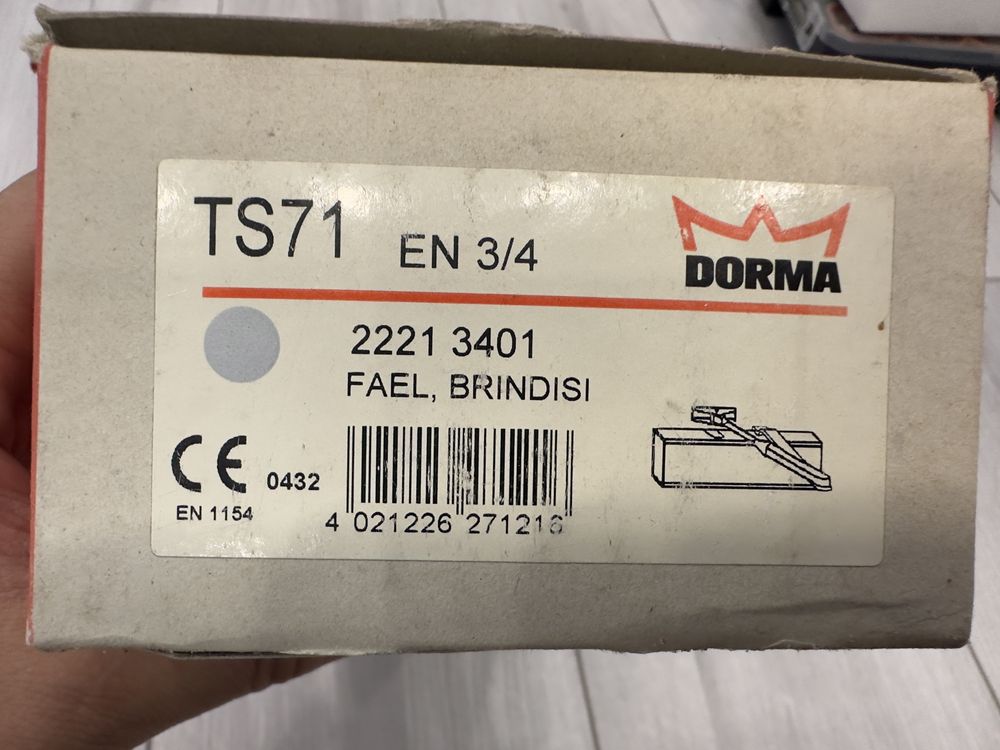 TS71 EN 3/4
DORMA
2221 3401
FAEL, BRINDISI
CE 0432
EN 1154
4 021226 271216